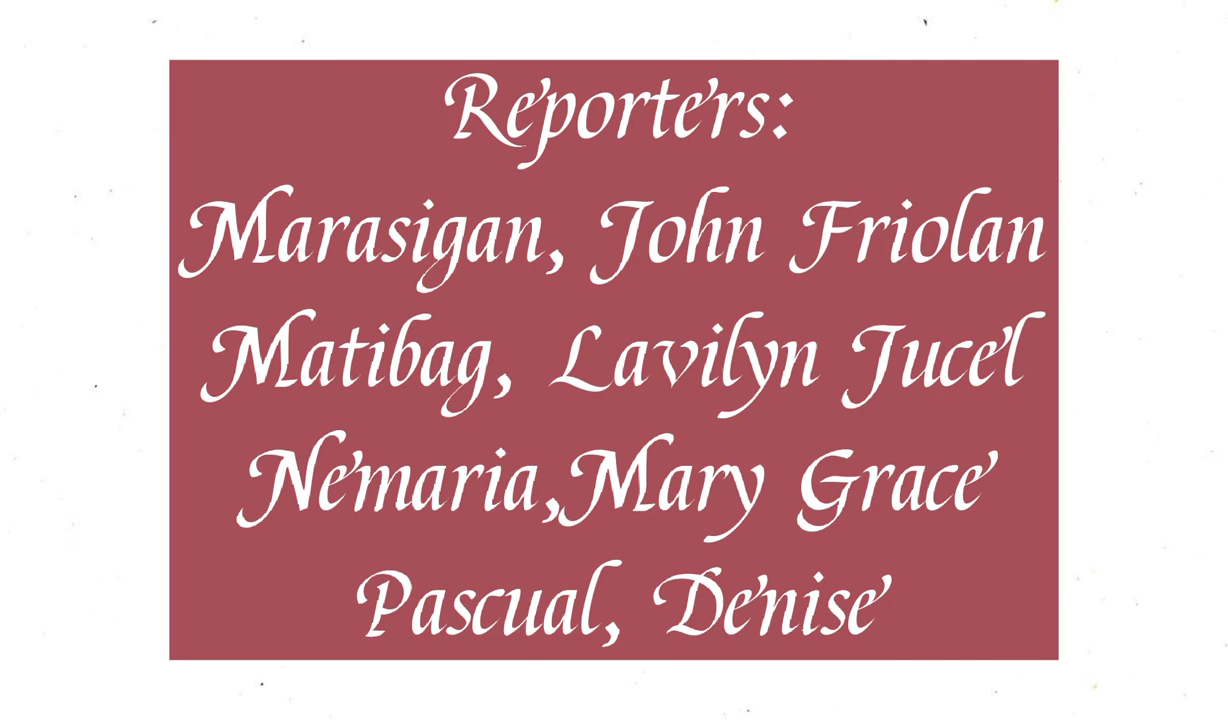 Reporters:
Marasigan, John Friolan
Matibag, Lavilyn Jucel
Nemaria,Mary Grace
Pascual, Denise